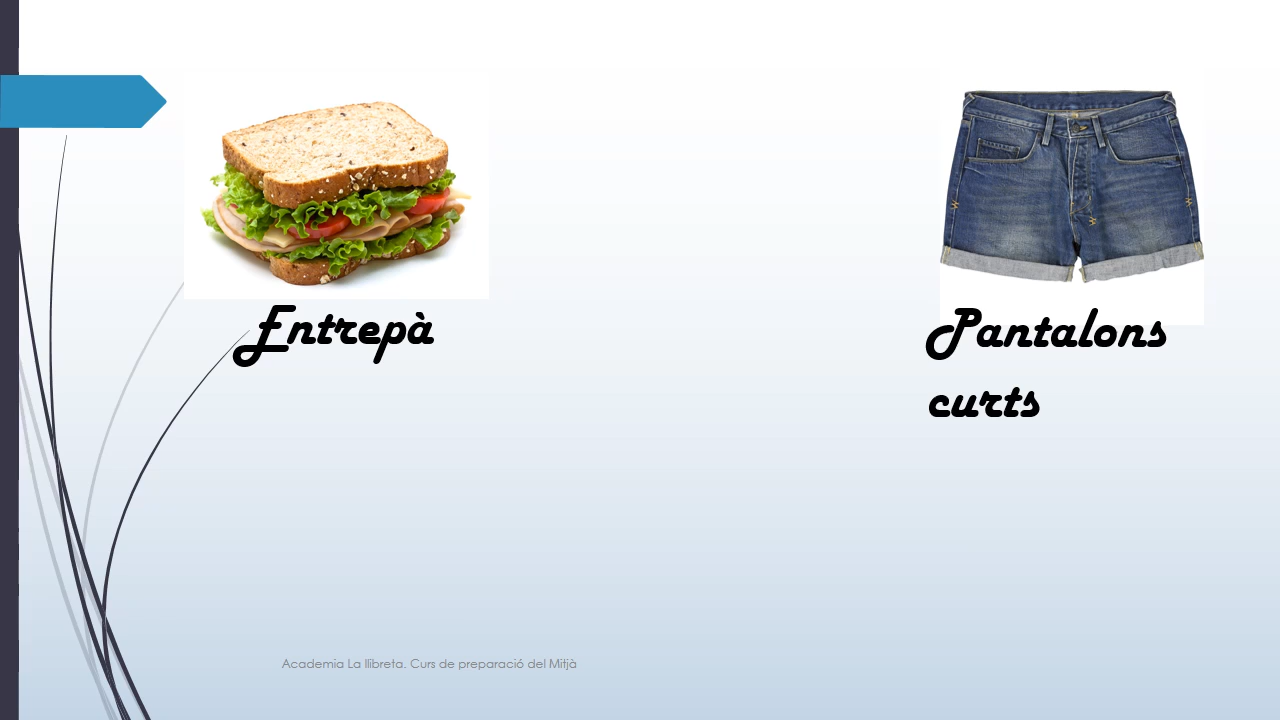 Entrepà
Pantalons
curts
Academia La llibreta. Curs de preparació del Mitjà